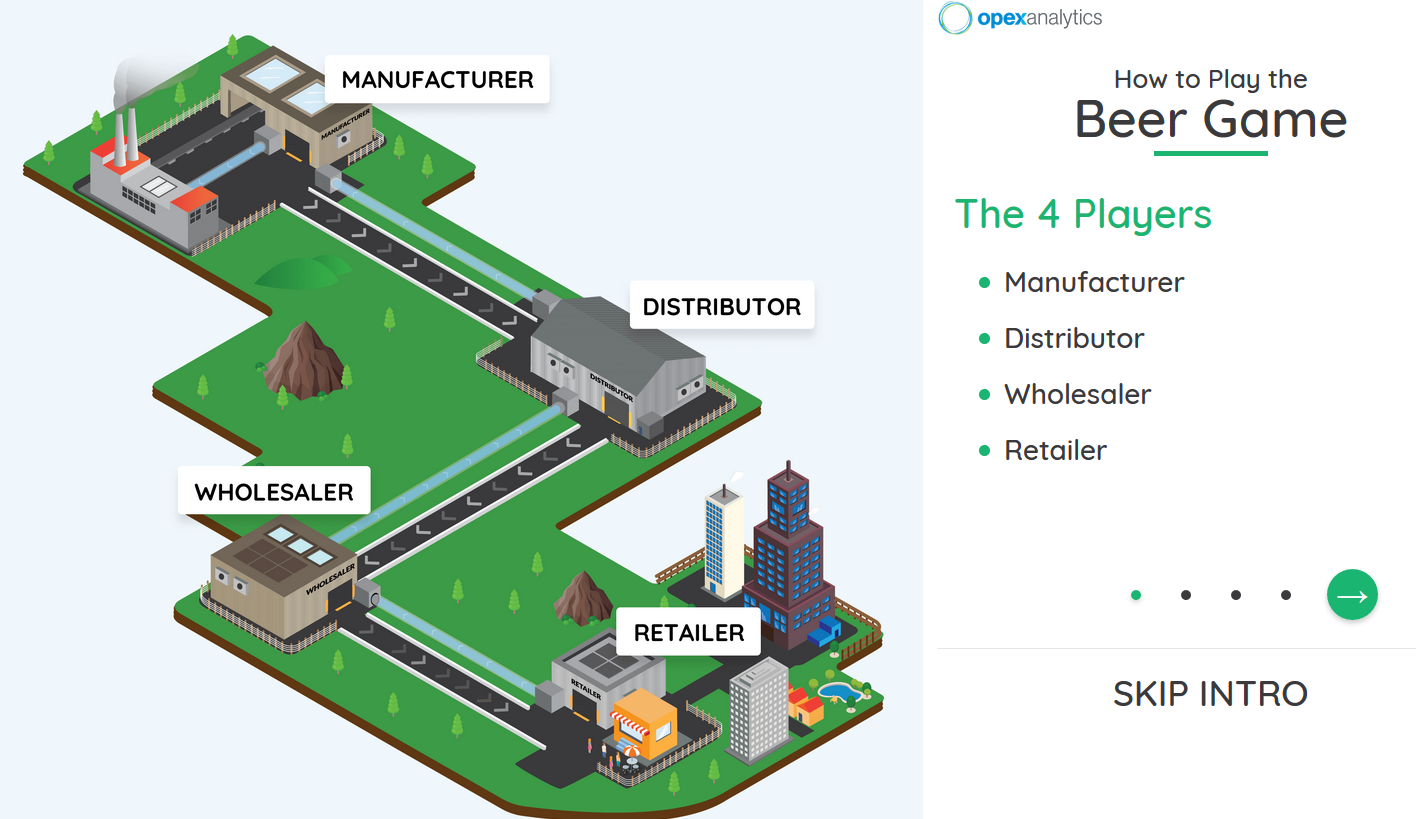 opexanalytics
How to Play the
Beer Game
The 4 Players
Manufacturer
Distributor
Wholesaler
Retailer
SKIP INTRO
MANUFACTURER
MANUFACTURER
DISTRIBUTOR
DISTRIBUTOR
WHOLESALER
WHOLESALER
RETAILER
RETAILER